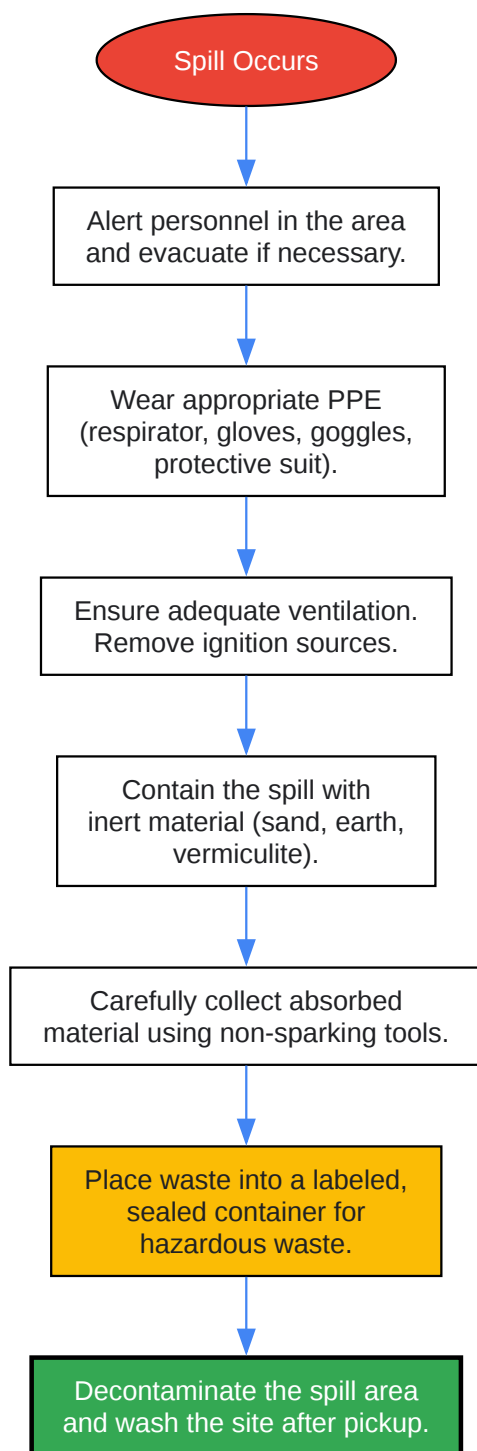 Spill Occurs
Alert personnel in the area
and evacuate if necessary.
Wear appropriate PPE
(respirator, gloves, goggles,
protective suit).
Ensure adequate ventilation.
Remove ignition sources.
Contain the spill with
inert material (sand, earth,
vermiculite).
Carefully collect absorbed
material using non-sparking tools.
Place waste into a labeled,
sealed container for
hazardous waste.
Decontaminate the spill area
and wash the site after pickup.